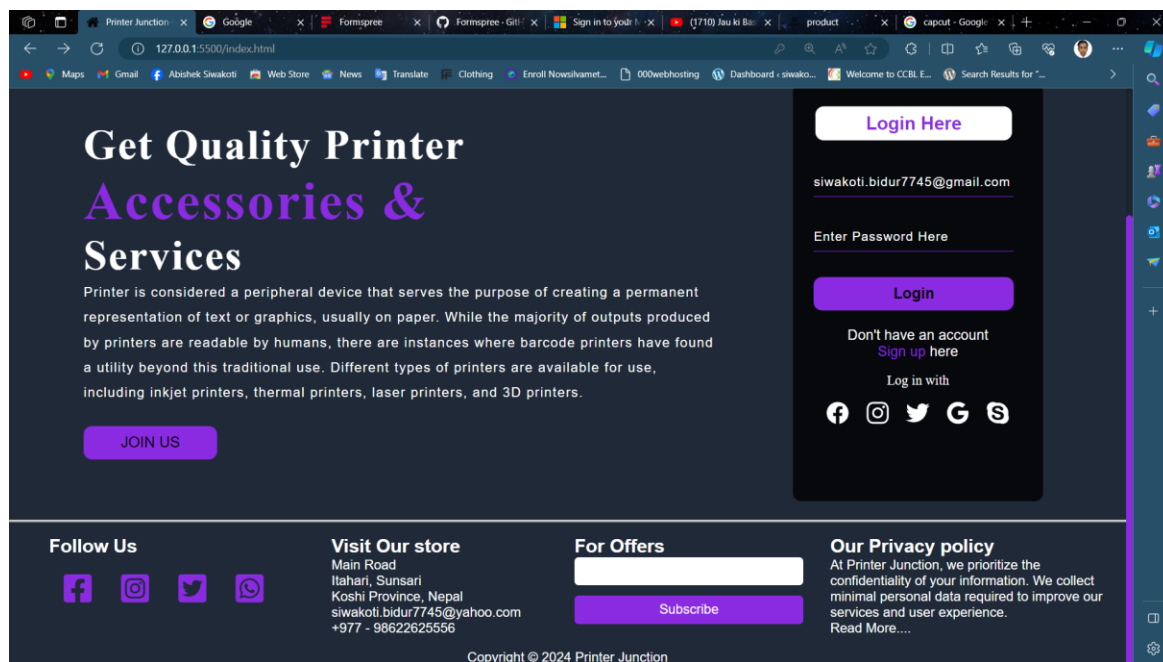 Printer Junction
Google
Formspree
Formspree - Git
Sign in to your
(1710) Jau ki Bas
product
capcut - Google
127.0.0.1:5500/index.html
Maps
Gmail
Abishek Siwakoti
Web Store
News
Translate
Clothing
Enroll Nowsilvamet...
000webhosting
Dashboard ‹ siwako...
Welcome to CCBL E...
Search Results for "...
Get Quality Printer
Accessories &
Services
Printer is considered a peripheral device that serves the purpose of creating a permanent
representation of text or graphics, usually on paper. While the majority of outputs produced
by printers are readable by humans, there are instances where barcode printers have found
a utility beyond this traditional use. Different types of printers are available for use,
including inkjet printers, thermal printers, laser printers, and 3D printers.
JOIN US
Login Here
siwakoti.bidur7745@gmail.com
Enter Password Here
Login
Don't have an account
Sign up here
Log in with
Follow Us
Visit Our store
Main Road
Itahari, Sunsari
Koshi Province, Nepal
siwakoti.bidur7745@yahoo.com
+977 - 98622625556
For Offers
Subscribe
Our Privacy policy
At Printer Junction, we prioritize the
confidentiality of your information. We collect
minimal personal data required to improve our
services and user experience.
Read More....
Copyright © 2024 Printer Junction